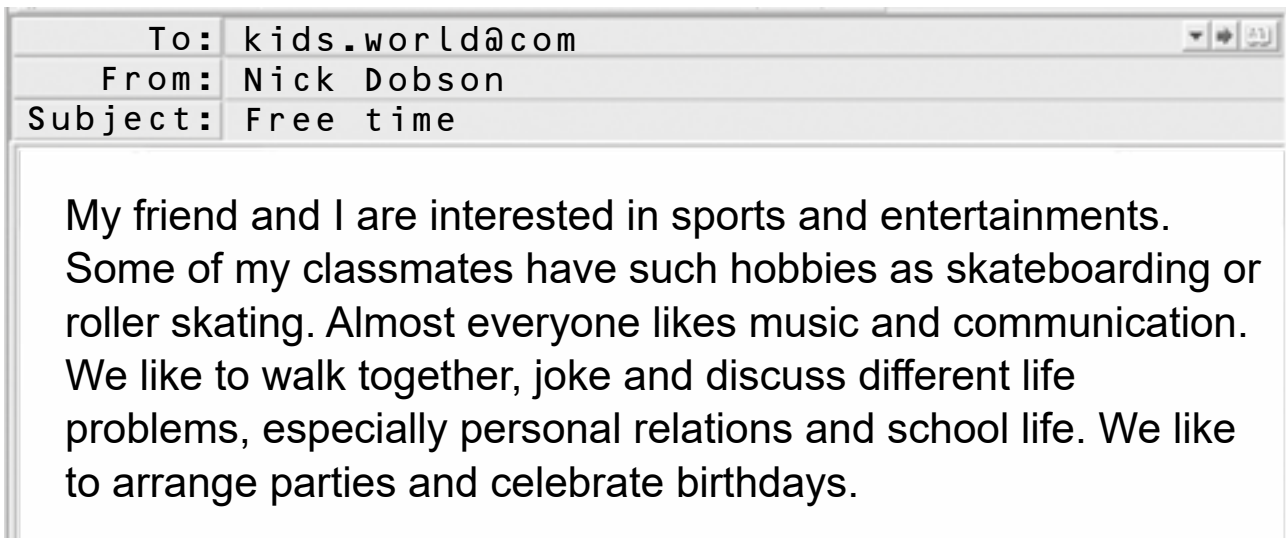 To: kids.world@com
From: Nick Dobson
Subject: Free time
My friend and I are interested in sports and entertainments.
Some of my classmates have such hobbies as skateboarding or
roller skating. Almost everyone likes music and communication.
We like to walk together, joke and discuss different life
problems, especially personal relations and school life. We like
to arrange parties and celebrate birthdays.